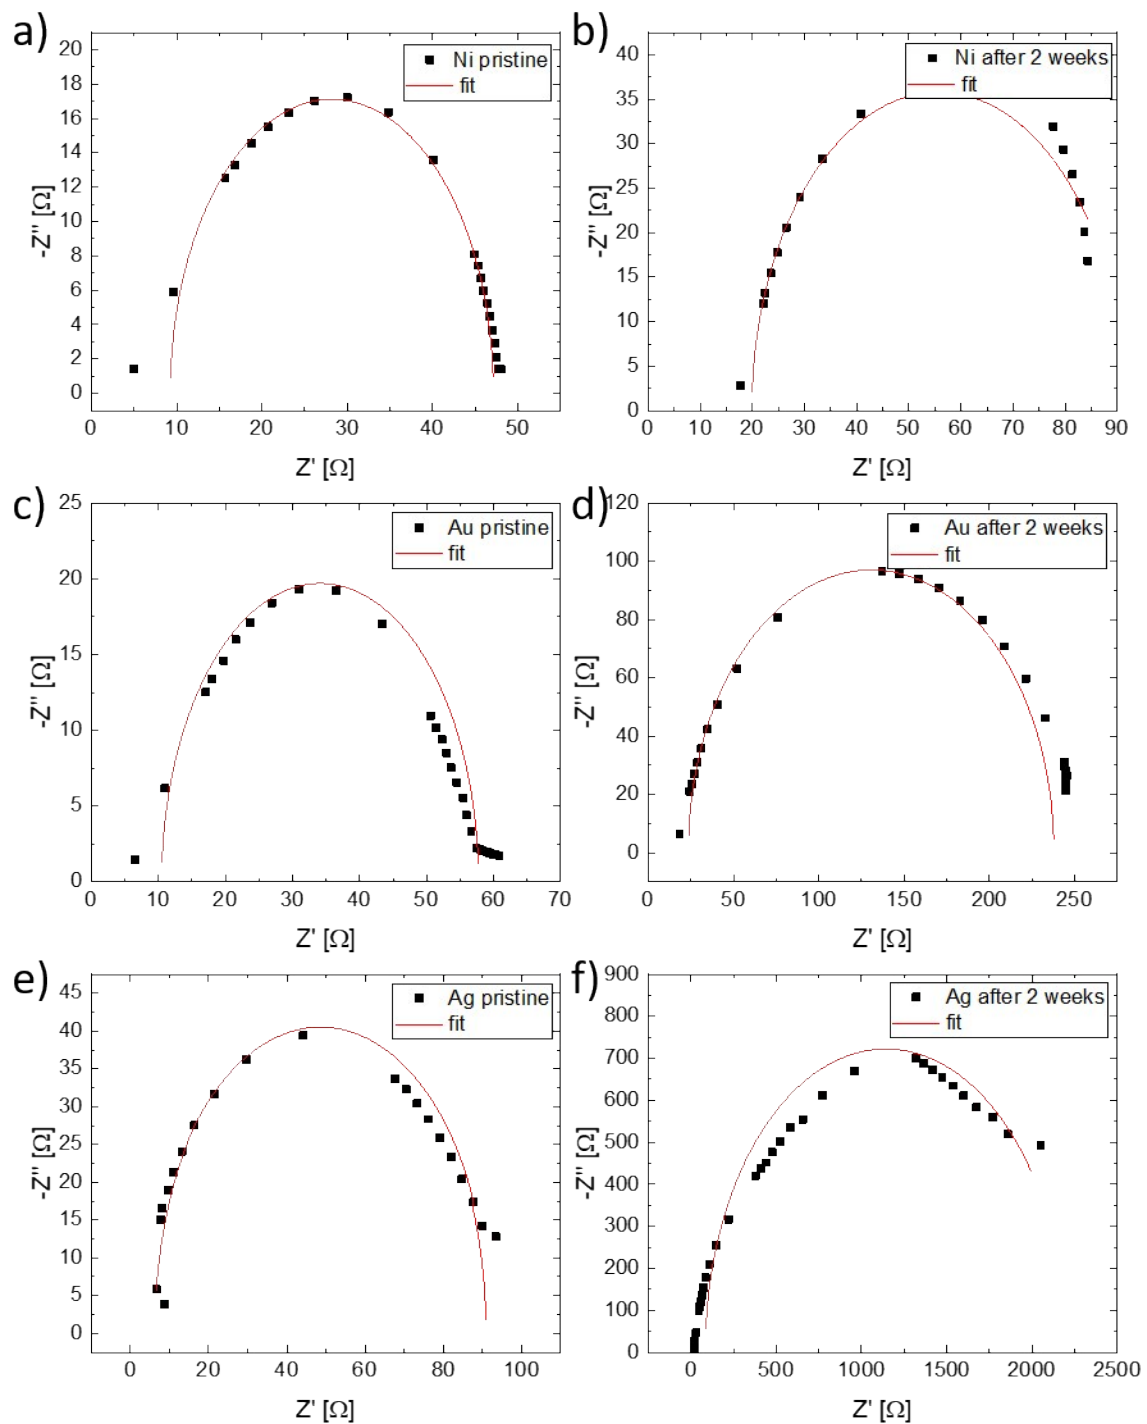 a)
20
18
16
14
12
10
8
6
4
2
0
-Z'' [Ω]
Ni pristine
fit
0 10 20 30 40 50
Z' [Ω]
b)
40
35
30
25
20
15
10
5
0
-Z'' [Ω]
Ni after 2 weeks
fit
0 10 20 30 40 50 60 70 80 90
Z' [Ω]
c)
25
20
15
10
5
0
-Z'' [Ω]
Au pristine
fit
0 10 20 30 40 50 60 70
Z' [Ω]
d)
120
100
80
60
40
20
0
-Z'' [Ω]
Au after 2 weeks
fit
0 50 100 150 200 250
Z' [Ω]
e)
45
40
35
30
25
20
15
10
5
0
-Z'' [Ω]
Ag pristine
fit
0 20 40 60 80 100
Z' [Ω]
f)
900
800
700
600
500
400
300
200
100
0
-Z'' [Ω]
Ag after 2 weeks
fit
0 500 1000 1500 2000 2500
Z' [Ω]